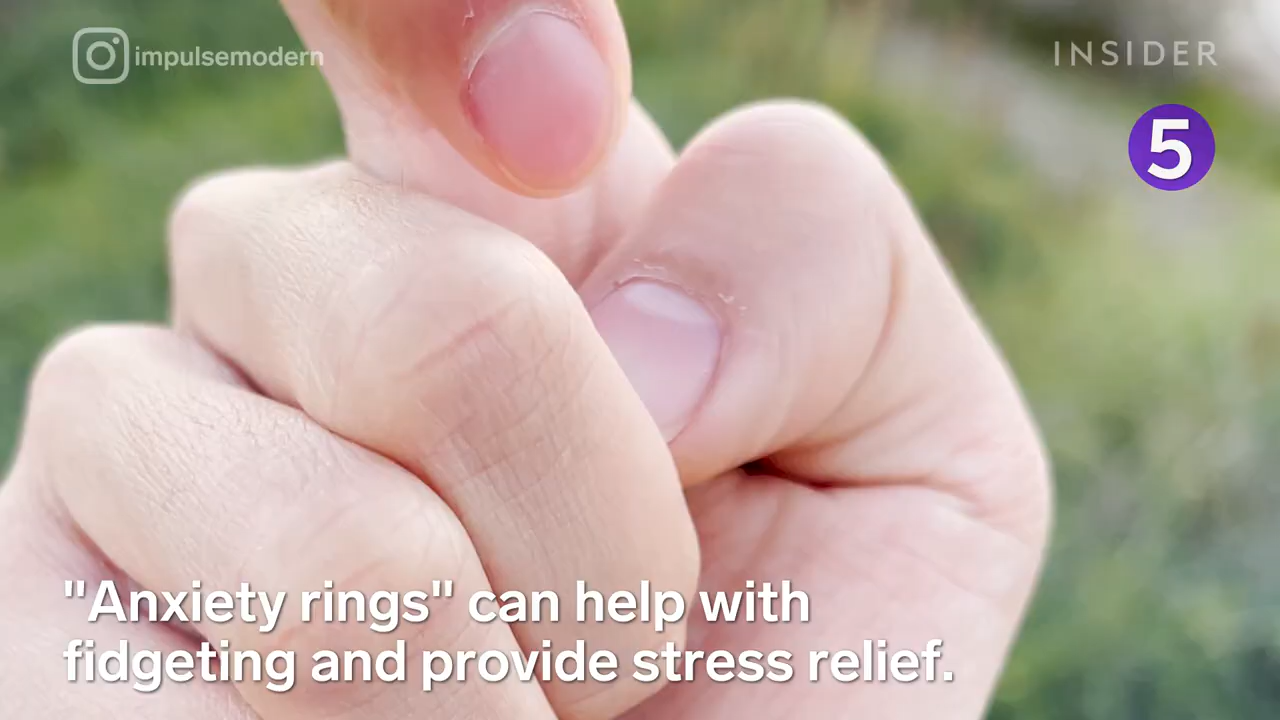 impulsemodern
INSIDER
5
"Anxiety rings" can help with
fidgeting and provide stress relief.